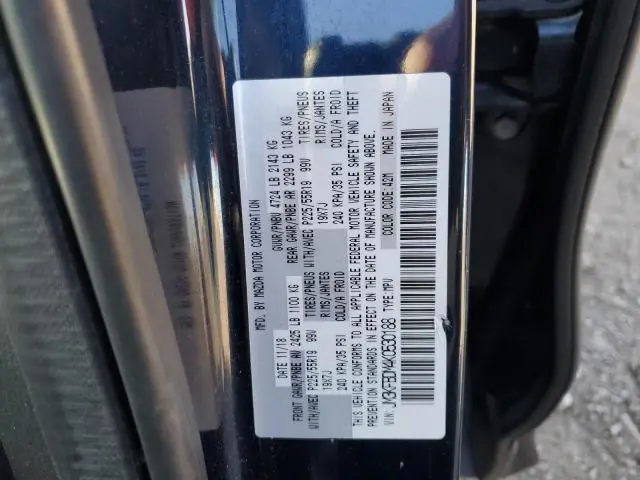 MFD. BY MAZDA MOTOR CORPORATION
DATE 11/18 GVWR/PNBV 4724 LB 2143 KG
FRONT GAWR/PNBE AV 2425 LB 1100 KG REAR GAWR/PNBE AR 2299 LB 1043 KG
WITH/AVEC P225/55R19 99V TIRES/PNEUS WITH/AVEC P225/55R19 99V TIRES/PNEUS
19X7J RIMS/JANTES 19X7J RIMS/JANTES
240 KPA/35 PSI COLD/A FROID 240 KPA/35 PSI COLD/A FROID
THIS VEHICLE CONFORMS TO ALL APPLICABLE FEDERAL MOTOR VEHICLE SAFETY AND THEFT
PREVENTION STANDARDS IN EFFECT ON THE DATE OF MANUFACTURE SHOWN ABOVE.
VIN: JM3KFBDM4K0530188 TYPE:MPV COLOR CODE:42M MADE IN JAPAN